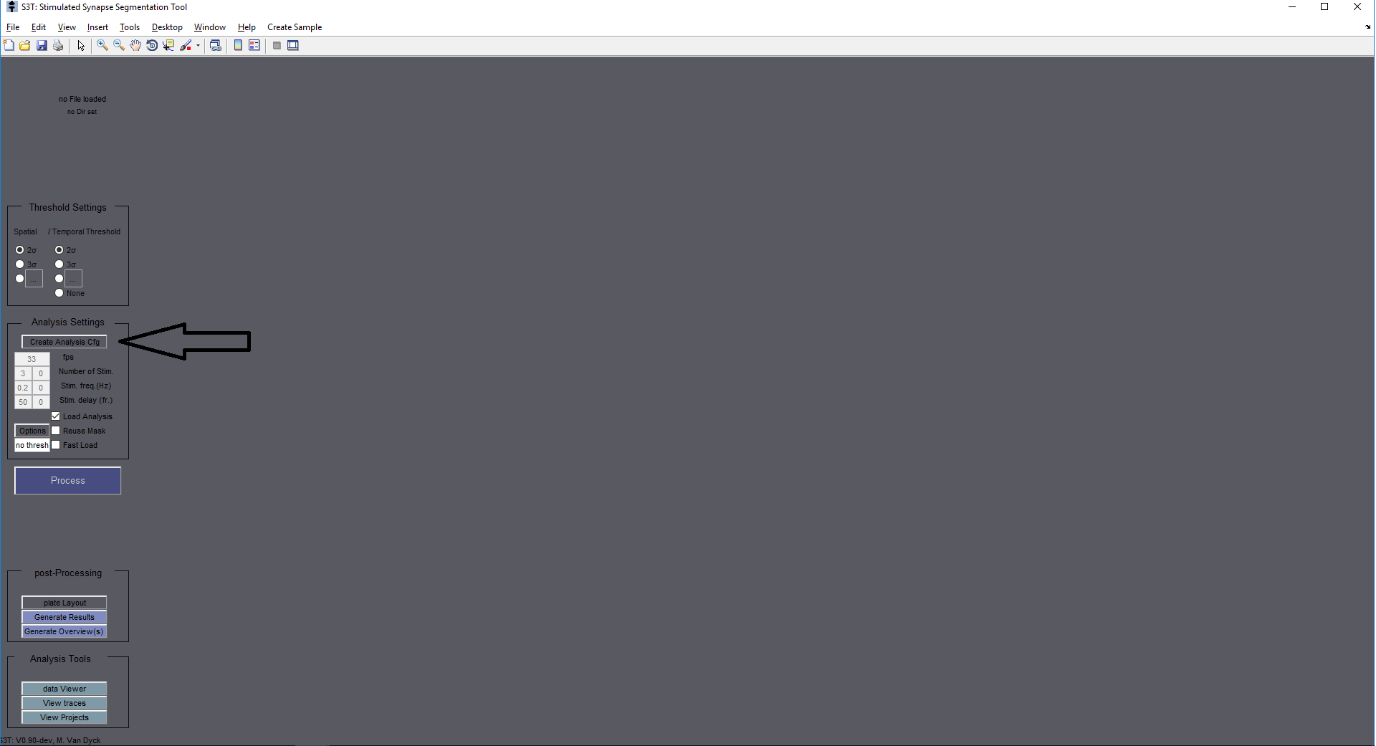 S3T: Stimulated Synapse Segmentation Tool
File Edit View Insert Tools Desktop Window Help Create Sample
no File loaded
no Dir set
Threshold Settings
Spatial / Temporal Threshold
2σ 2σ
3σ 3σ
... ...
None
Analysis Settings
Create Analysis Cfg
33 fps
3 0 Number of Stim.
0.2 0 Stim. freq.(Hz)
50 0 Stim. delay (fr.)
Load Analysis
Options Reuse Mask
no thresh Fast Load
Process
post-Processing
plate Layout
Generate Results
Generate Overview(s)
Analysis Tools
data Viewer
View traces
View Projects
S3T: V0.90-dev, M. Van Dyck